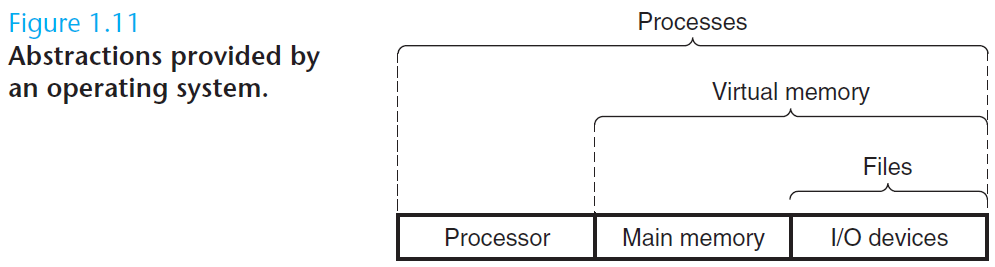 Figure 1.11
Abstractions provided by
an operating system.
Processes
Virtual memory
Files
Processor
Main memory
I/O devices